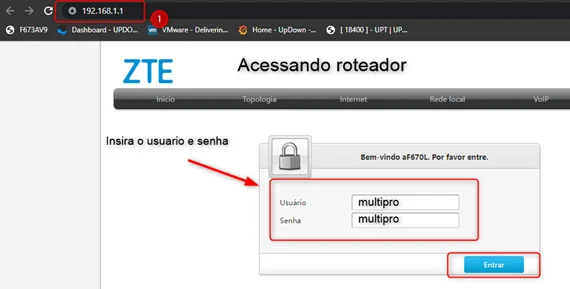 192.168.1.1
1
F673AV9 Dashboard - UPDO... vm VMware - Deliverin... Home - UpDown -... [ 18400 ] - UPT | UP...
ZTE Acessando roteador
Início Topologia Internet Rede local VoIP
Insira o usuario e senha
Bem-vindo aF670L. Por favor entre.
Usuário multipro
Senha multipro
Entrar